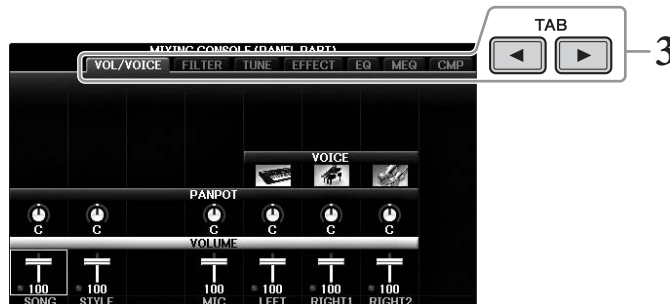 TAB
3
MIXING CONSOLE (PANEL PART)
VOL/VOICE FILTER TUNE EFFECT EQ MEQ CMP
VOICE
PANPOT
C C C C C C
VOLUME
100 100 100 100 100 100
SONG STYLE MIC LEFT RIGHT1 RIGHT2